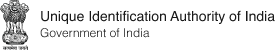 Unique Identification Authority of India
Government of India